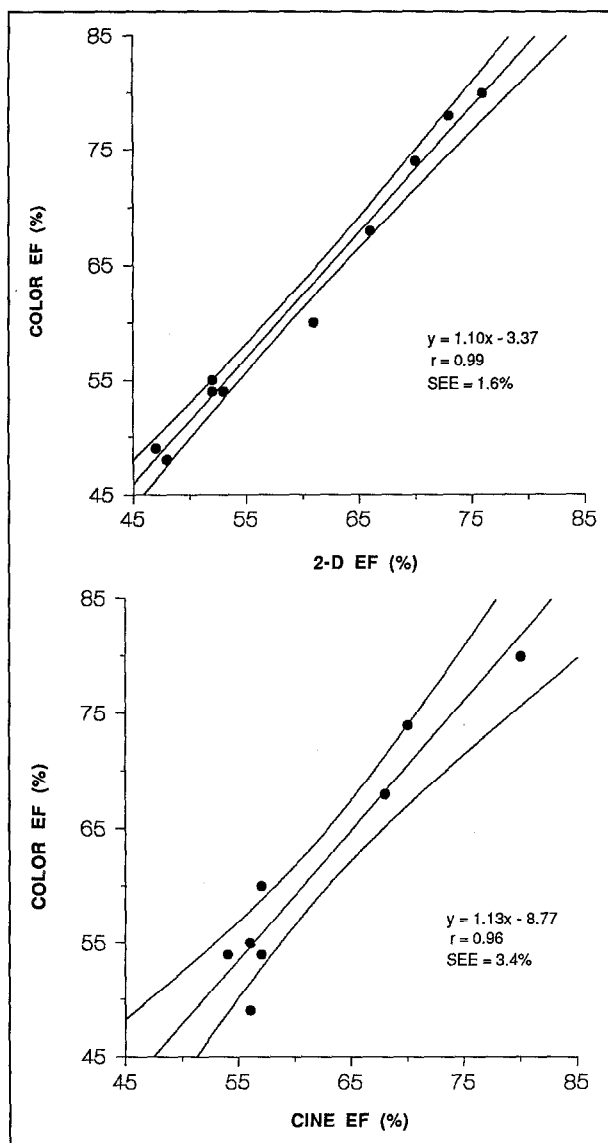 85
75
65
55
45
COLOR EF (%)
y = 1.10x - 3.37
r = 0.99
SEE = 1.6%
45 55 65 75 85
2-D EF (%)
85
75
65
55
45
COLOR EF (%)
y = 1.13x - 8.77
r = 0.96
SEE = 3.4%
45 55 65 75 85
CINE EF (%)